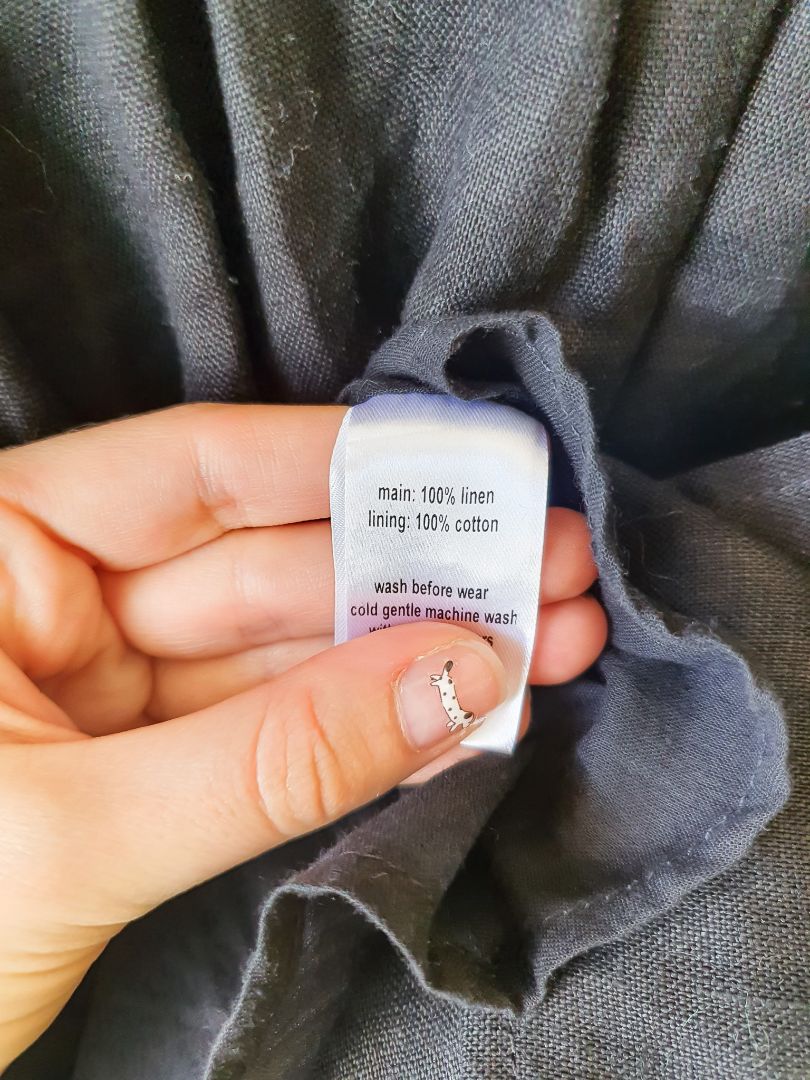 main: 100% linen
lining: 100% cotton
wash before wear
cold gentle machine wash